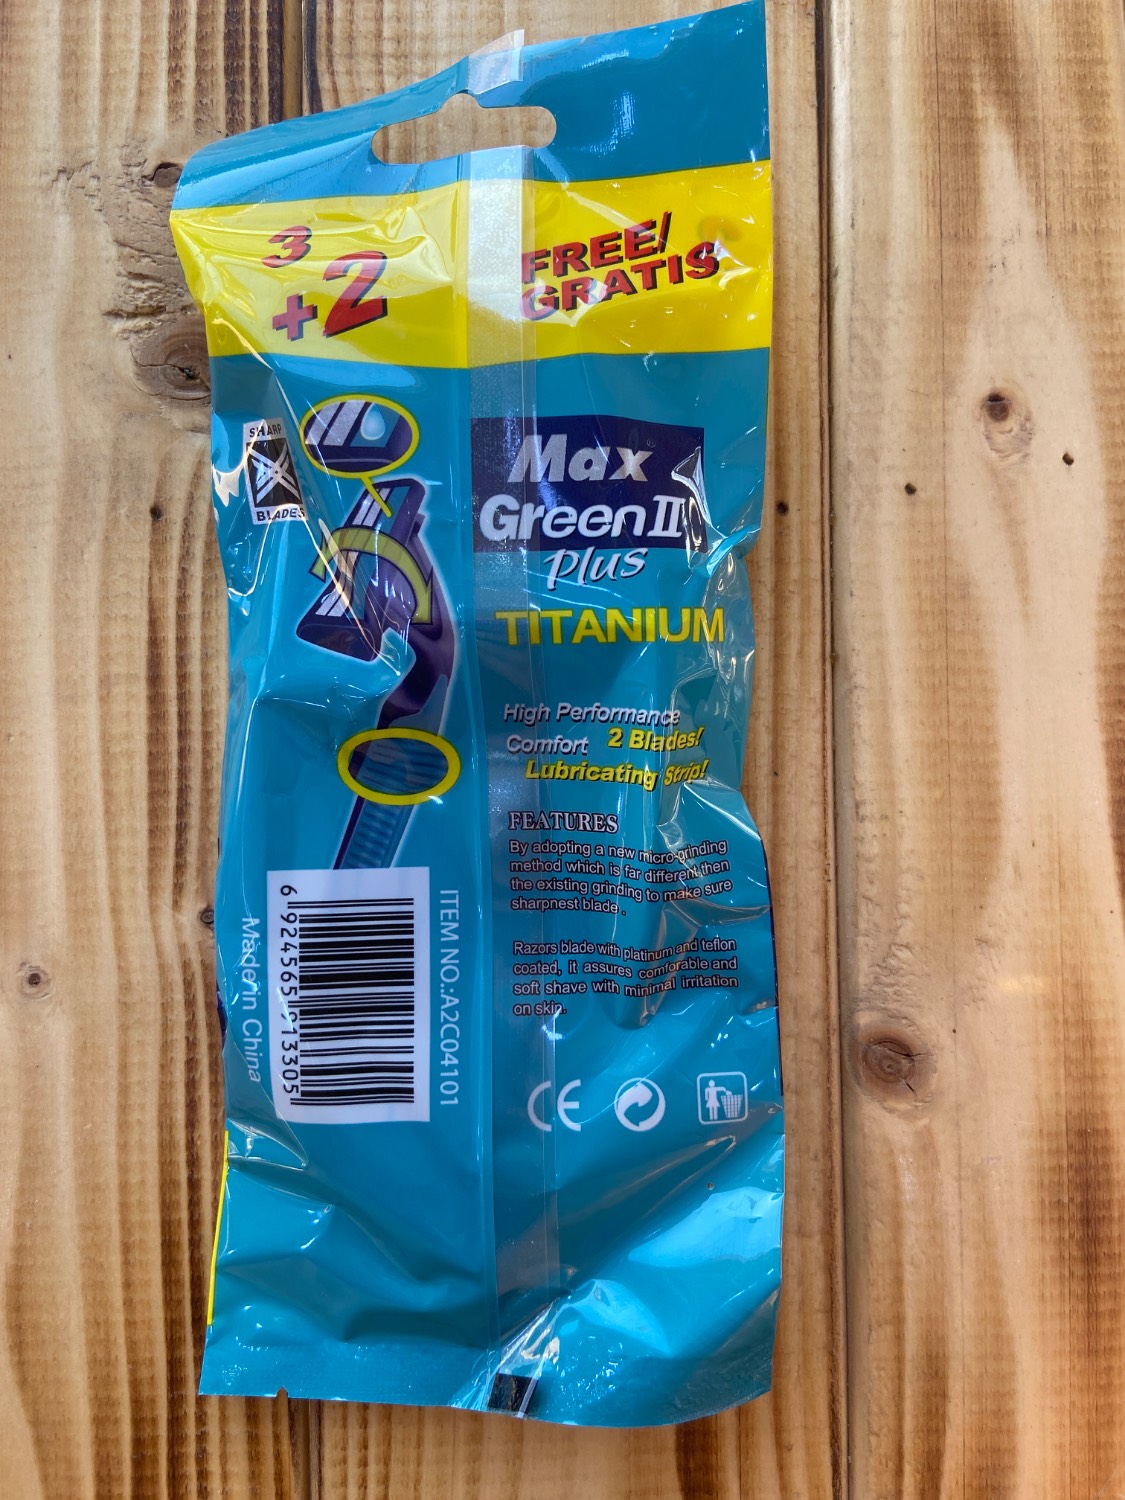 3
+2
FREE/
GRATIS
SHARP
BLADES
Max®
Green II
Plus
TITANIUM
High Performance
Comfort 2 Blades!
Lubricating Strip!
FEATURES
By adopting a new micro-grinding
method which is far different then
the existing grinding to make sure
sharpnest blade .
Razors blade with platinum and teflon
coated, it assures comforable and
soft shave with minimal irritation
on skin.
ITEM NO.:A2C04101
6 924565 913305
Made in China
CE